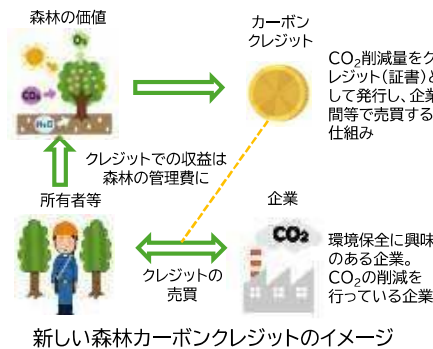 森林の価値
カーボン
クレジット
O₂
CO₂
H₂O
CO₂削減量をク
レジット（証書）と
して発行し、企業
間等で売買する
仕組み
クレジットでの収益は
森林の管理費に
所有者等
企業
CO₂
クレジットの
売買
環境保全に興味
のある企業。
CO₂の削減を
行っている企業
新しい森林カーボンクレジットのイメージ